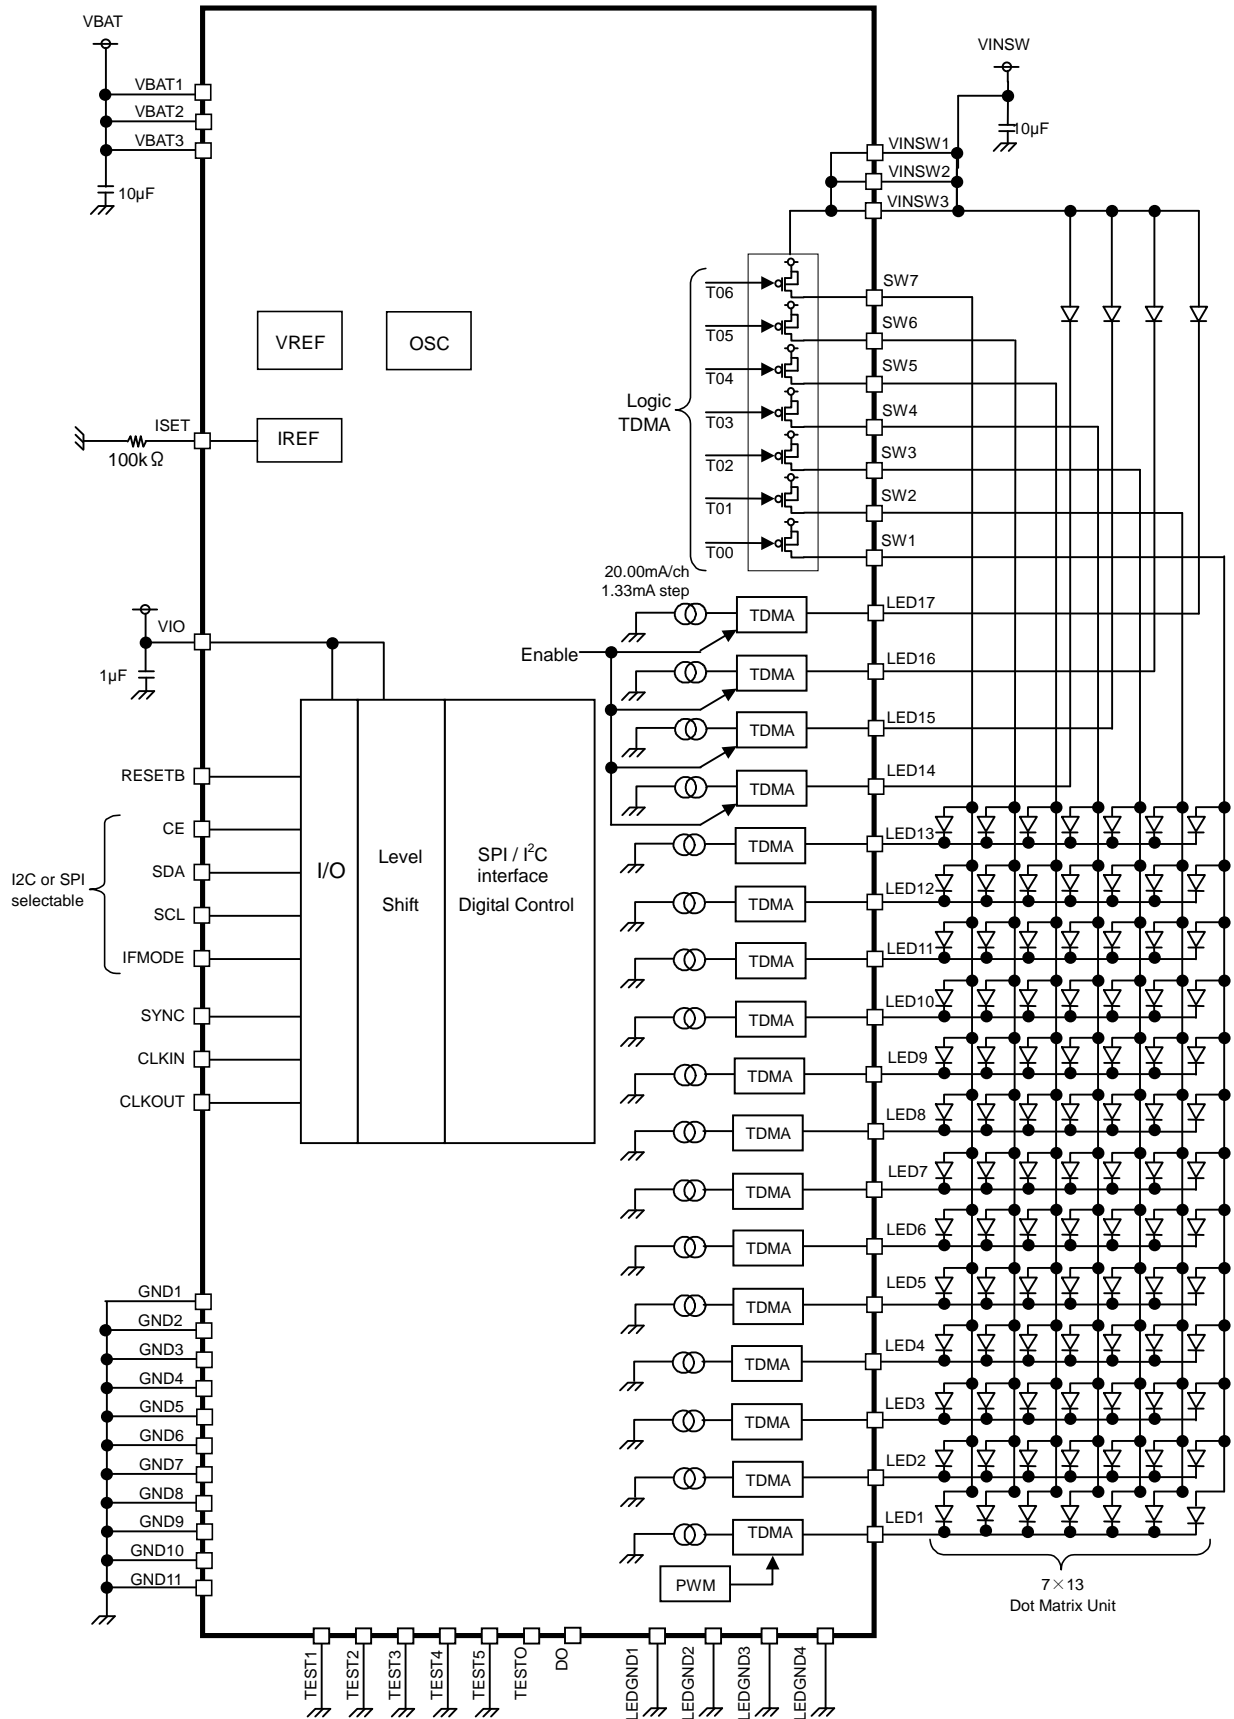 VBAT
VBAT1
VBAT2
VBAT3
10µF
VINSW
10µF
VINSW1
VINSW2
VINSW3
VREF
OSC
ISET
100kΩ
IREF
Logic
TDMA
T06
T05
T04
T03
T02
T01
T00
SW7
SW6
SW5
SW4
SW3
SW2
SW1
20.00mA/ch
1.33mA step
VIO
1µF
Enable
RESETB
CE
SDA
SCL
IFMODE
I2C or SPI
selectable
SYNC
CLKIN
CLKOUT
I/O
Level
Shift
SPI / I²C
interface
Digital Control
TDMA
LED17
TDMA
LED16
TDMA
LED15
TDMA
LED14
TDMA
LED13
TDMA
LED12
TDMA
LED11
TDMA
LED10
TDMA
LED9
TDMA
LED8
TDMA
LED7
TDMA
LED6
TDMA
LED5
TDMA
LED4
TDMA
LED3
TDMA
LED2
TDMA
LED1
PWM
7×13
Dot Matrix Unit
GND1
GND2
GND3
GND4
GND5
GND6
GND7
GND8
GND9
GND10
GND11
TEST1
TEST2
TEST3
TEST4
TEST5
TESTO
DO
LEDGND1
LEDGND2
LEDGND3
LEDGND4